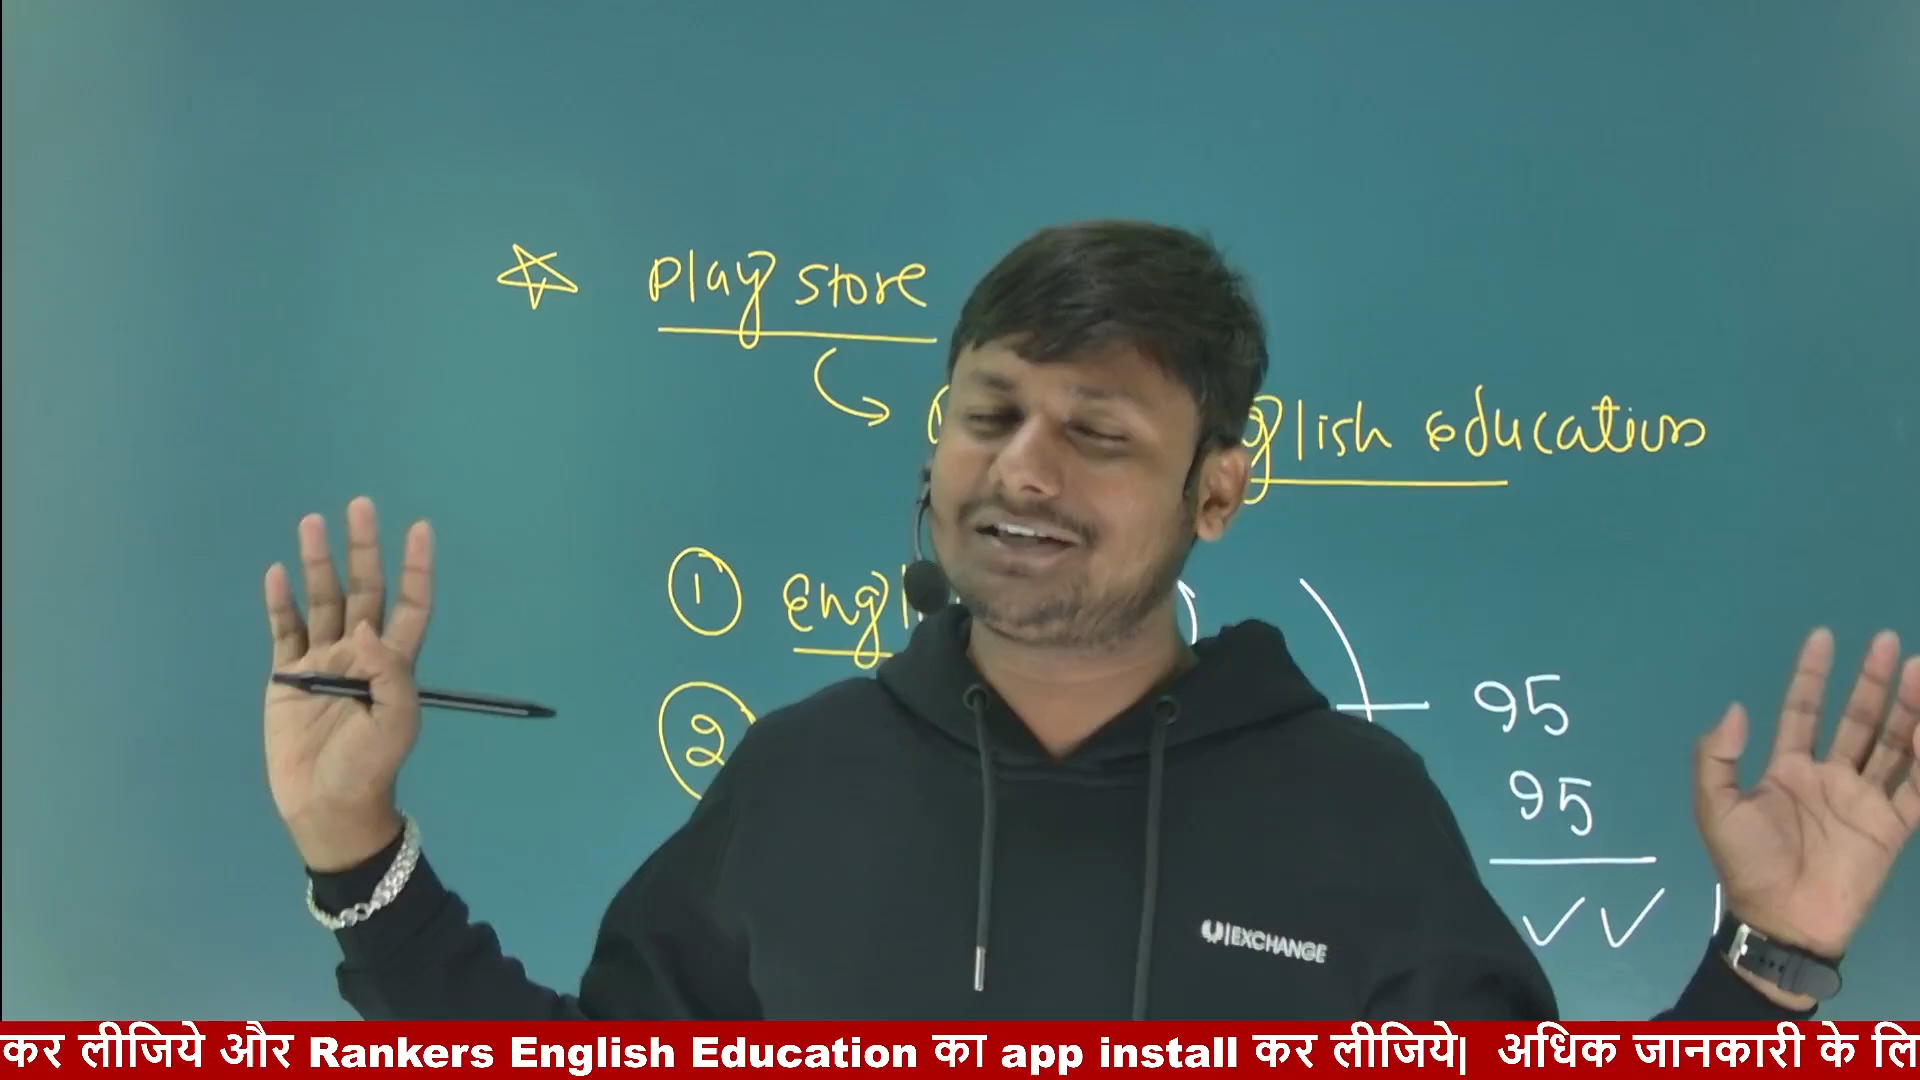 play store
glish education
① Engl
②
95
95
✓ ✓
U|EXCHANGE
कर लीजिये और Rankers English Education का app install कर लीजिये| अधिक जानकारी के लि